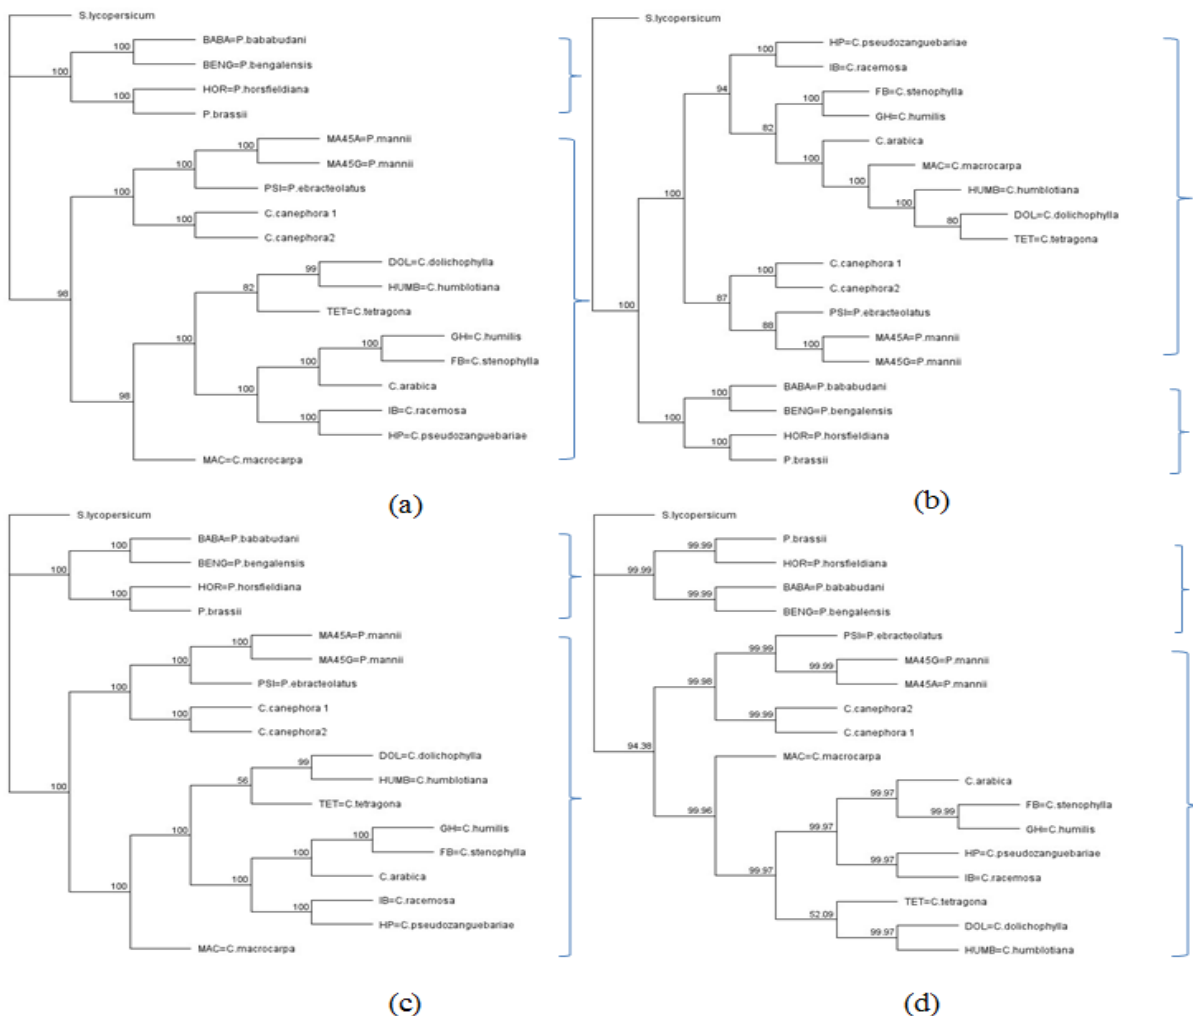 S.lycopersicum
BABA=P.bababudani
100
BENG=P.bengalensis
100
HOR=P.horsfieldiana
100
P.brassii
MA45A=P.mannii
100
MA45G=P.mannii
100
PSI=P.ebracteolatus
100
C.canephora 1
100
C.canephora2
98
DOL=C.dolichophylla
99
HUMB=C.humblotiana
82
TET=C.tetragona
100
GH=C.humilis
100
FB=C.stenophylla
100
C.arabica
100
IB=C.racemosa
100
HP=C.pseudozanguebariae
98
MAC=C.macrocarpa
(a)
S.lycopersicum
HP=C.pseudozanguebariae
100
IB=C.racemosa
94
FB=C.stenophylla
100
GH=C.humilis
82
C.arabica
100
MAC=C.macrocarpa
100
HUMB=C.humblotiana
100
DOL=C.dolichophylla
80
TET=C.tetragona
100
C.canephora 1
100
C.canephora2
87
PSI=P.ebracteolatus
88
MA45A=P.mannii
100
MA45G=P.mannii
100
BABA=P.bababudani
100
BENG=P.bengalensis
100
HOR=P.horsfieldiana
100
P.brassii
(b)
S.lycopersicum
BABA=P.bababudani
100
BENG=P.bengalensis
100
HOR=P.horsfieldiana
100
P.brassii
MA45A=P.mannii
100
MA45G=P.mannii
100
PSI=P.ebracteolatus
100
C.canephora 1
100
C.canephora2
100
DOL=C.dolichophylla
99
HUMB=C.humblotiana
56
TET=C.tetragona
100
GH=C.humilis
100
FB=C.stenophylla
100
C.arabica
100
IB=C.racemosa
100
HP=C.pseudozanguebariae
100
MAC=C.macrocarpa
(c)
S.lycopersicum
P.brassii
99.99
HOR=P.horsfieldiana
99.99
BABA=P.bababudani
99.99
BENG=P.bengalensis
PSI=P.ebracteolatus
99.99
MA45G=P.mannii
99.99
MA45A=P.mannii
99.98
C.canephora2
99.99
C.canephora 1
94.38
MAC=C.macrocarpa
99.96
C.arabica
99.97
FB=C.stenophylla
99.99
GH=C.humilis
99.97
HP=C.pseudozanguebariae
99.97
IB=C.racemosa
99.97
TET=C.tetragona
52.09
DOL=C.dolichophylla
99.97
HUMB=C.humblotiana
(d)